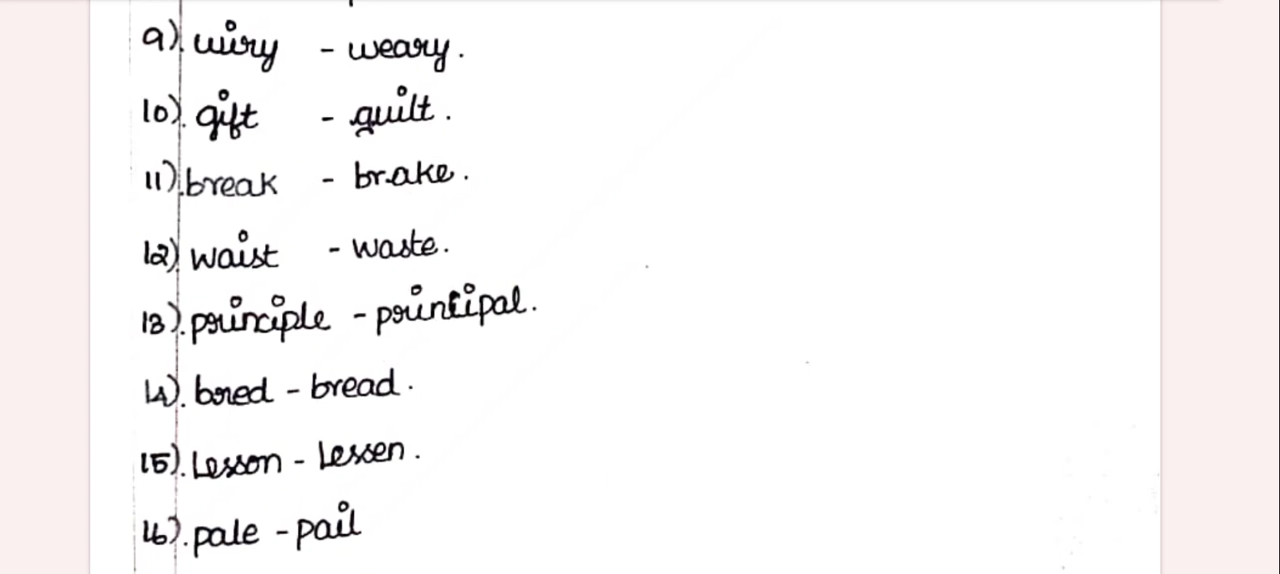 9). wiry - weary.
10). gift - guilt.
11). break - brake.
12) waist - waste.
13). principle - principal.
14). bored - bread.
15). Lesson - Lessen.
16). pale - pail